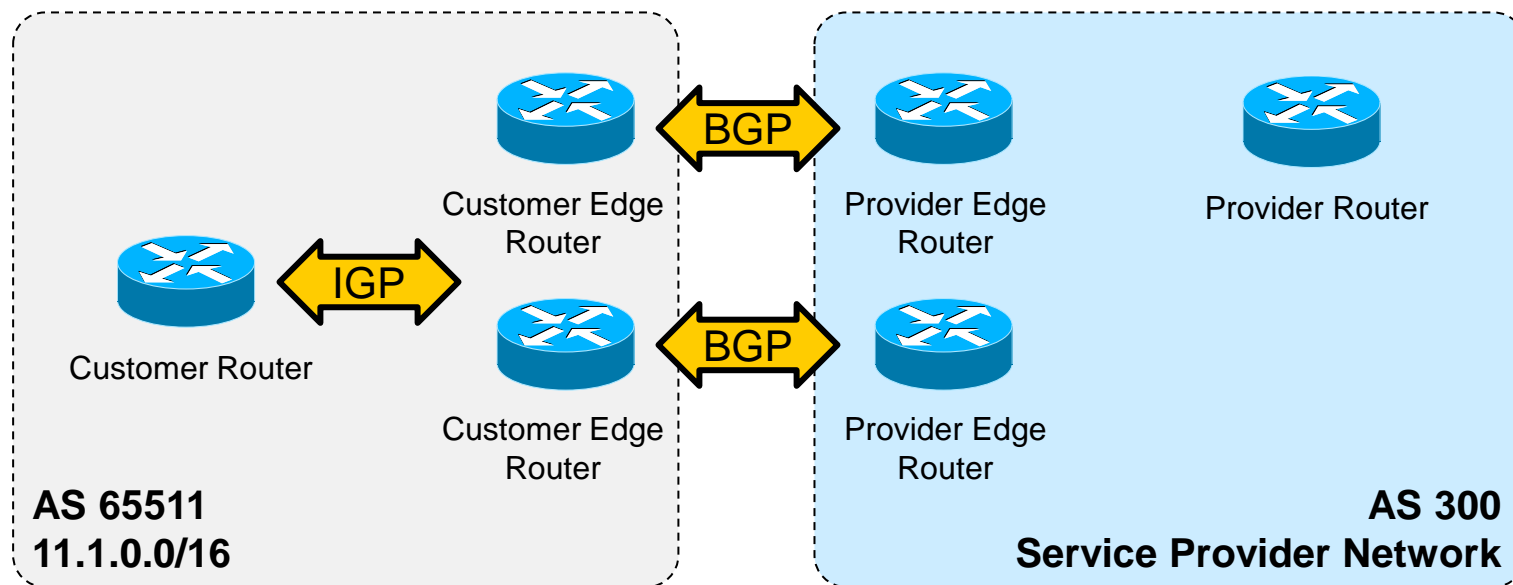 BGP
Customer Edge
Router
Provider Edge
Router
Provider Router
IGP
Customer Router
BGP
Customer Edge
Router
Provider Edge
Router
AS 65511
11.1.0.0/16
AS 300
Service Provider Network